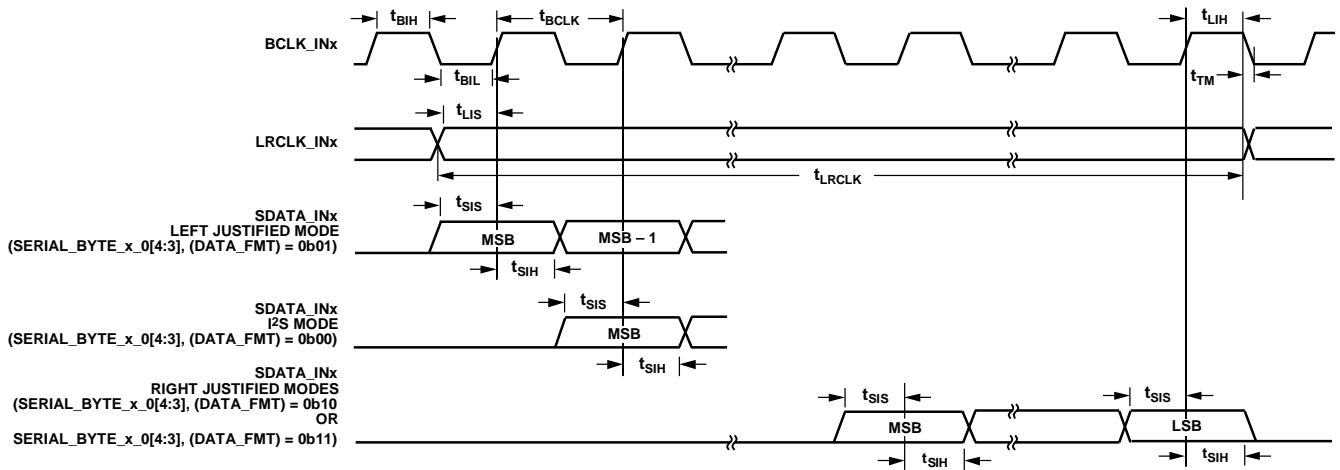 tBIH
tBCLK
tLIH
BCLK_INx
tBIL
tTM
tLIS
LRCLK_INx
tLRCLK
SDATA_INx
LEFT JUSTIFIED MODE
(SERIAL_BYTE_x_0[4:3], (DATA_FMT) = 0b01)
tSIS
MSB
MSB – 1
tSIH
SDATA_INx
I2S MODE
(SERIAL_BYTE_x_0[4:3], (DATA_FMT) = 0b00)
tSIS
MSB
tSIH
SDATA_INx
RIGHT JUSTIFIED MODES
(SERIAL_BYTE_x_0[4:3], (DATA_FMT) = 0b10
OR
SERIAL_BYTE_x_0[4:3], (DATA_FMT) = 0b11)
tSIS
MSB
tSIH
tSIS
LSB
tSIH